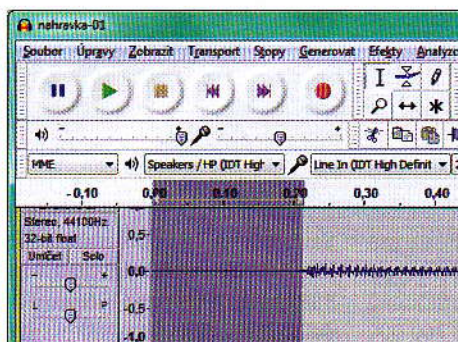 nahravka-01
Soubor Úpravy Zobrazit Transport Stopy Generovat Efekty Analyzo
MME Speakers / HP (IDT High Line In (IDT High Definit
-0,10 0,00 0,10 0,20 0,30 0,40
Stereo, 44100Hz
32-bit float
Umlčet Sólo
- +
L P
0,5
0,0
-0,5
-1,0